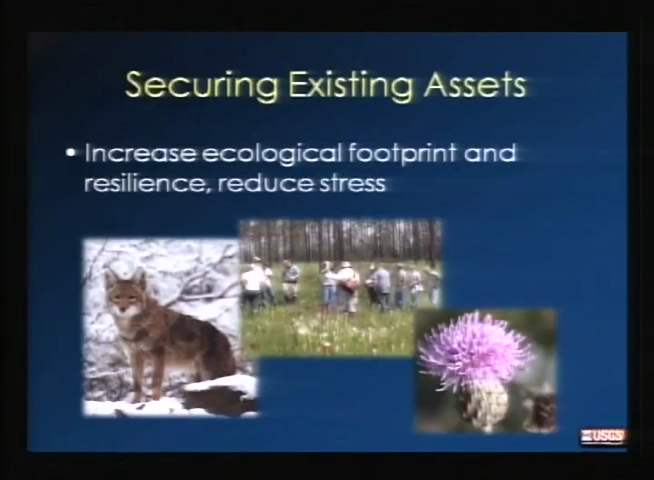 Securing Existing Assets
• Increase ecological footprint and
resilience, reduce stress
USGS